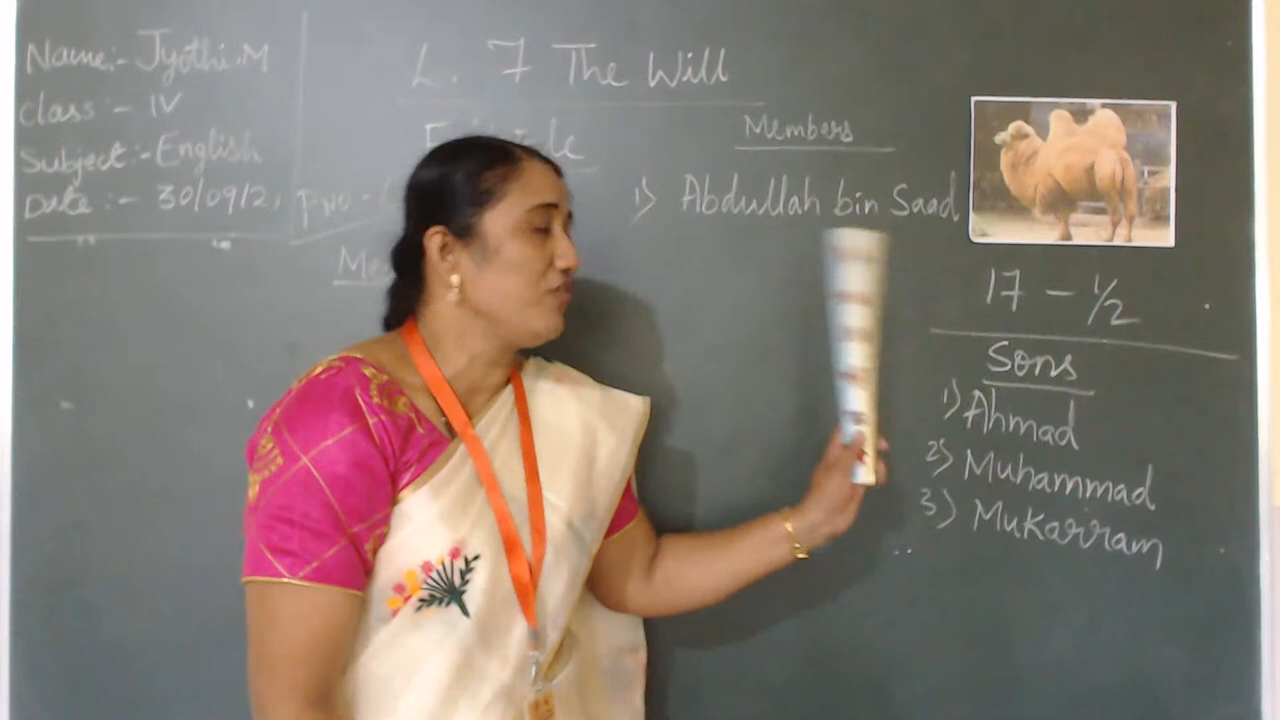 Name:- Jyothi.M
Class:- IV
Subject:- English
Date:- 30/09/2
L. 7 The Will
Members
1) Abdullah bin Saad
17 - 1/2
Sons
1) Ahmad
2) Muhammad
3) Mukarram